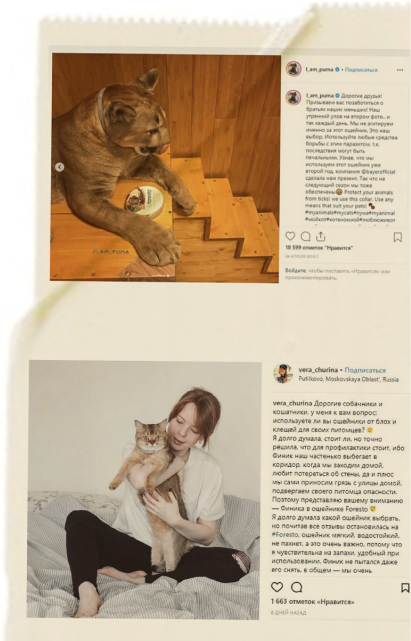 I_am_puma • Подписаться
I_am_puma Дорогие друзья!
Призываем вас позаботиться о
братьях наших меньших! Наш
утренний улов на втором фото.. и
так каждый день. Мы не агитируем
именно за этот ошейник. Это наш
выбор. Используйте любые средства
борьбы с этим паразитом, т.к.
последствия могут быть
печальными. Узнав, что мы
используем этот ошейник уже
второй год, компания @bayerofficial
сделала нам презент. Так что на
следующий сезон мы тоже
обеспечены Protect your animals
from ticks! we use this collar. Use any
means that suit your pets!
#myanimals#mycats#пума#myanimal
I_am_puma
18 599 отметок "Нравится"
Войдите, чтобы поставить «Нравится» или
прокомментировать.
vera_churina • Подписаться
Putilkovo, Moskovskaya Oblast', Russia
vera_churina Дорогие собачники и
кошатники, у меня к вам вопрос:
используете ли вы ошейники от блох и
клещей для своих питомцев?
Я долго думала, стоит ли, но точно
решила, что для профилактики стоит, ибо
Финик наш частенько выбегает в
коридор, когда мы заходим домой,
любит потереться об стены, да и плюс
мы сами приносим грязь с улицы домой,
подвергаем своего питомца опасности.
Поэтому представляю вашему вниманию
— Финика в ошейнике Foresto
Я долго думала какой ошейник выбрать,
но почитав все отзывы остановилась на
#Foresto, ошейник мягкий, водостойкий,
не пахнет, а это очень важно, потому что
я чувствительна на запахи, удобный при
использовании, Финик не пытался даже
его снять, в общем — мы очень
1 663 отметок «Нравится»
8 ДНЕЙ НАЗАД